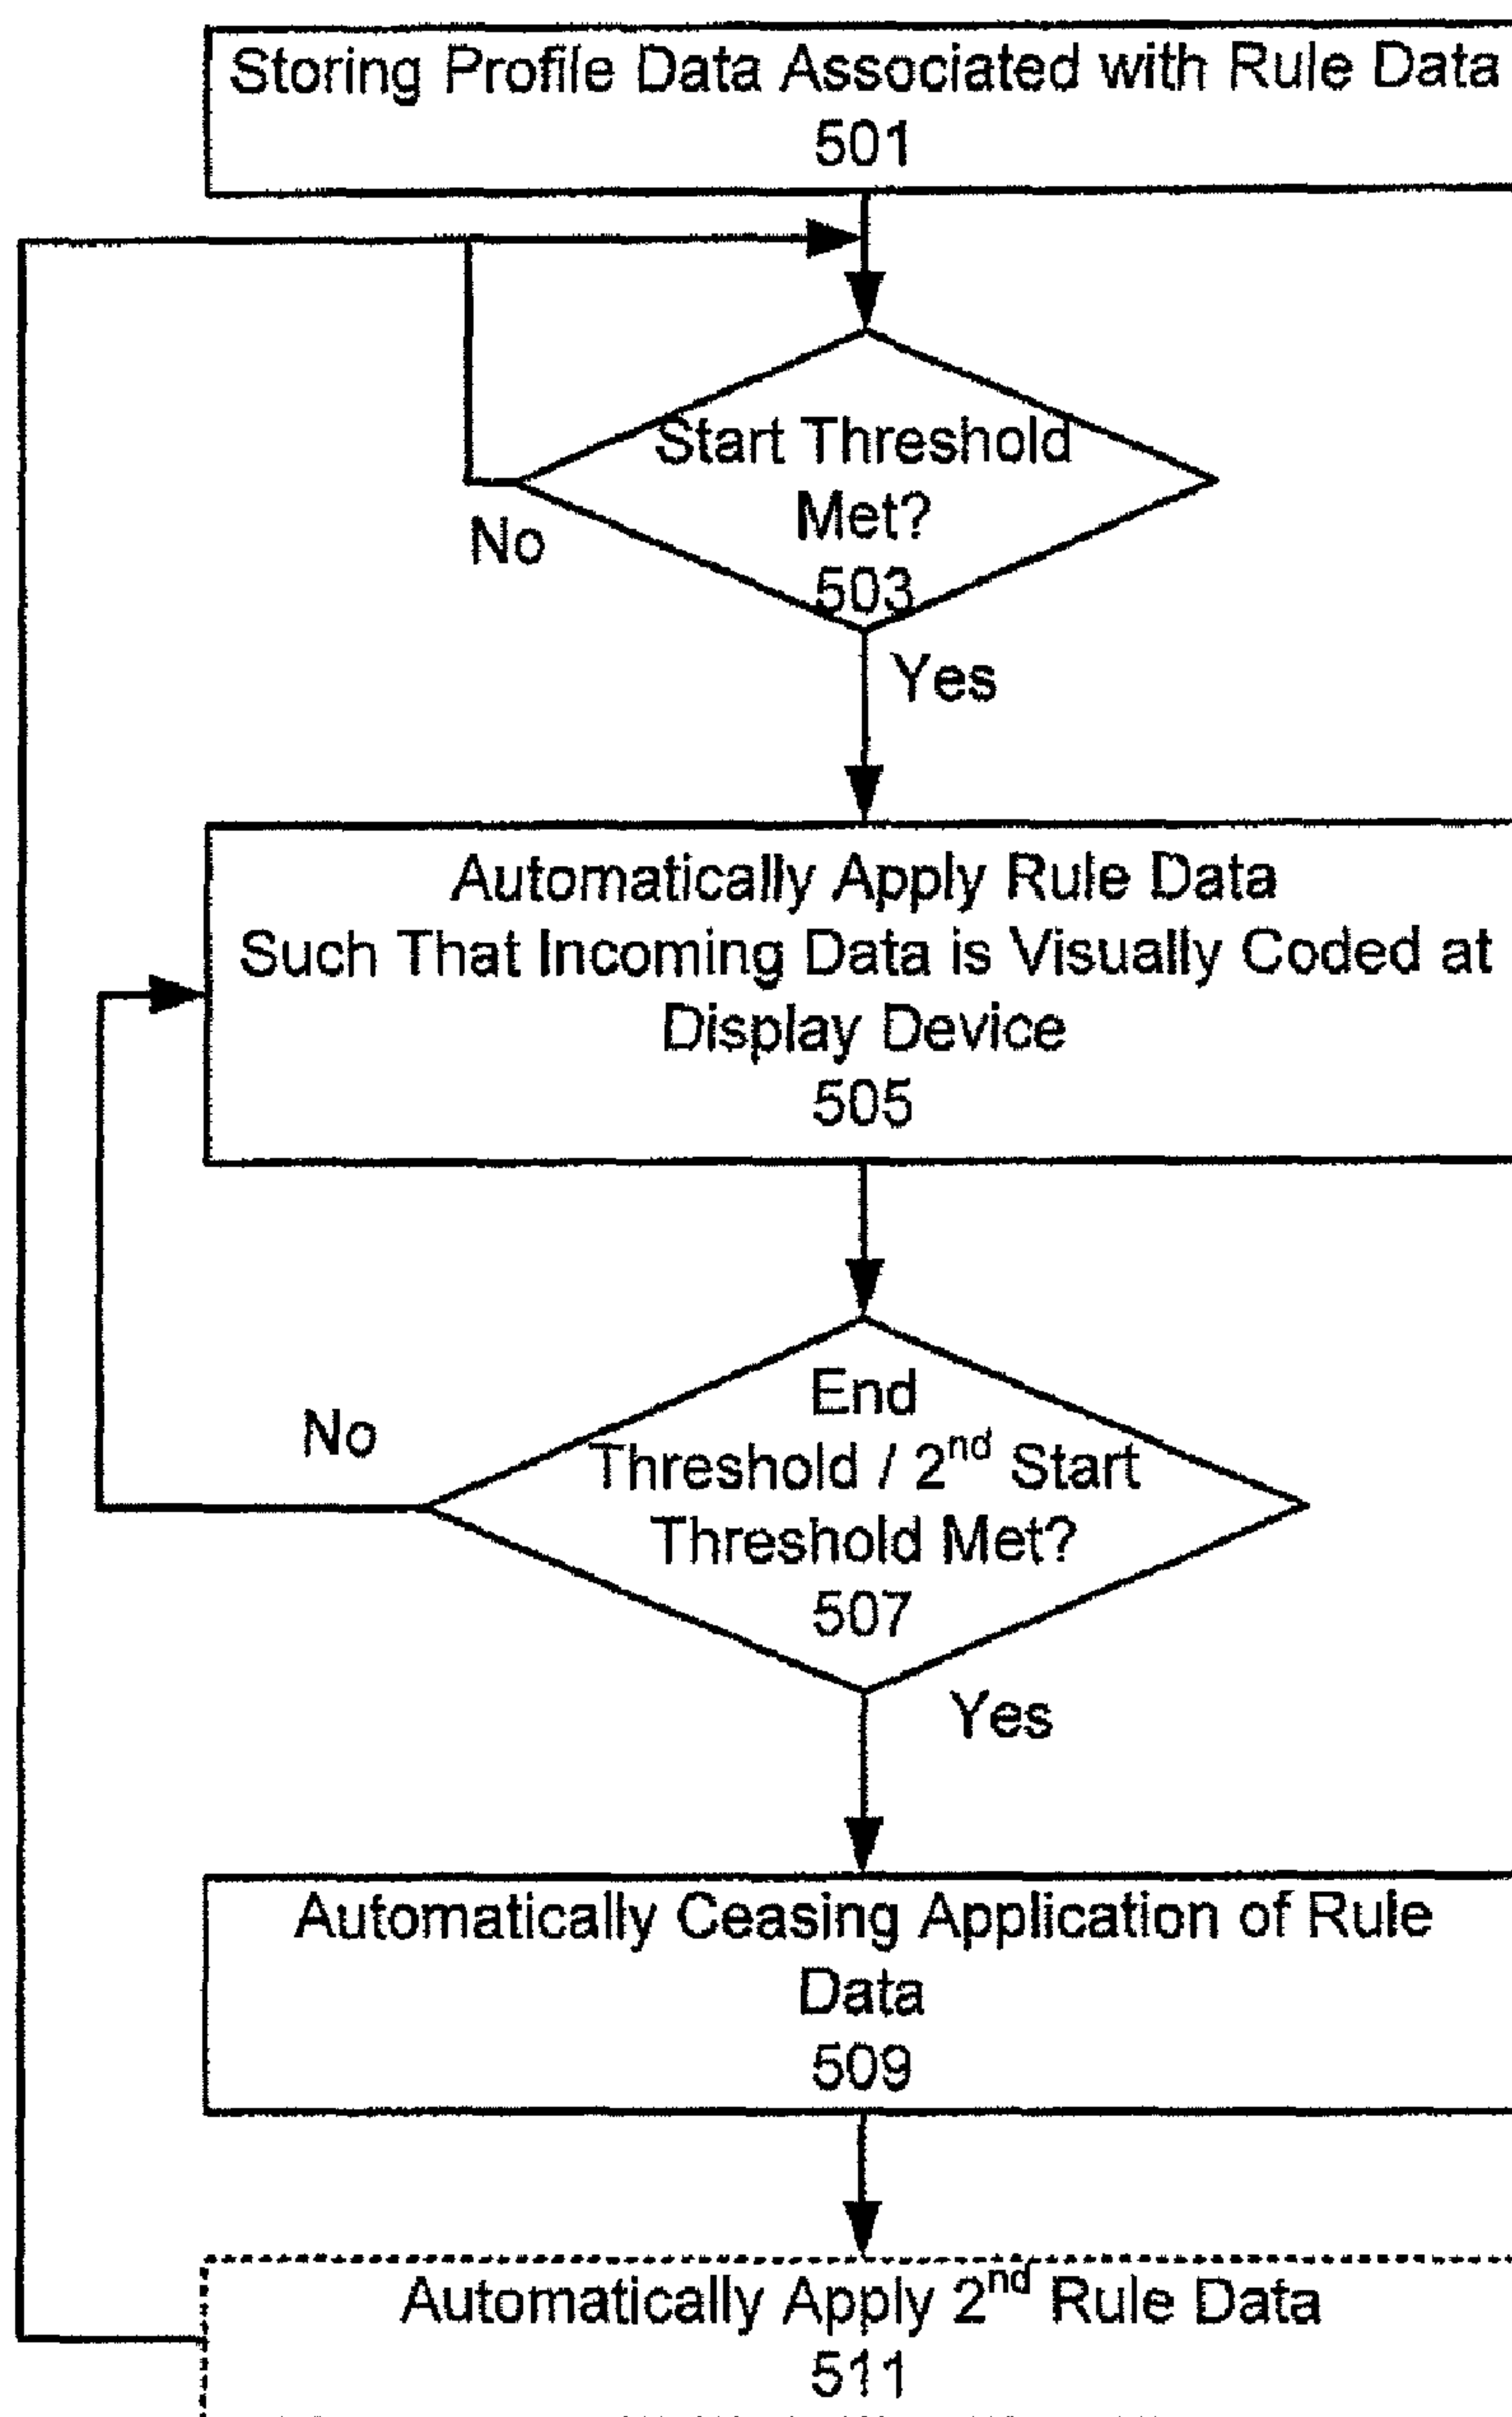 Storing Profile Data Associated with Rule Data
501
Start Threshold
Met?
503
No
Yes
Automatically Apply Rule Data
Such That Incoming Data is Visually Coded at
Display Device
505
End
Threshold / 2nd Start
Threshold Met?
507
No
Yes
Automatically Ceasing Application of Rule
Data
509
Automatically Apply 2nd Rule Data
511